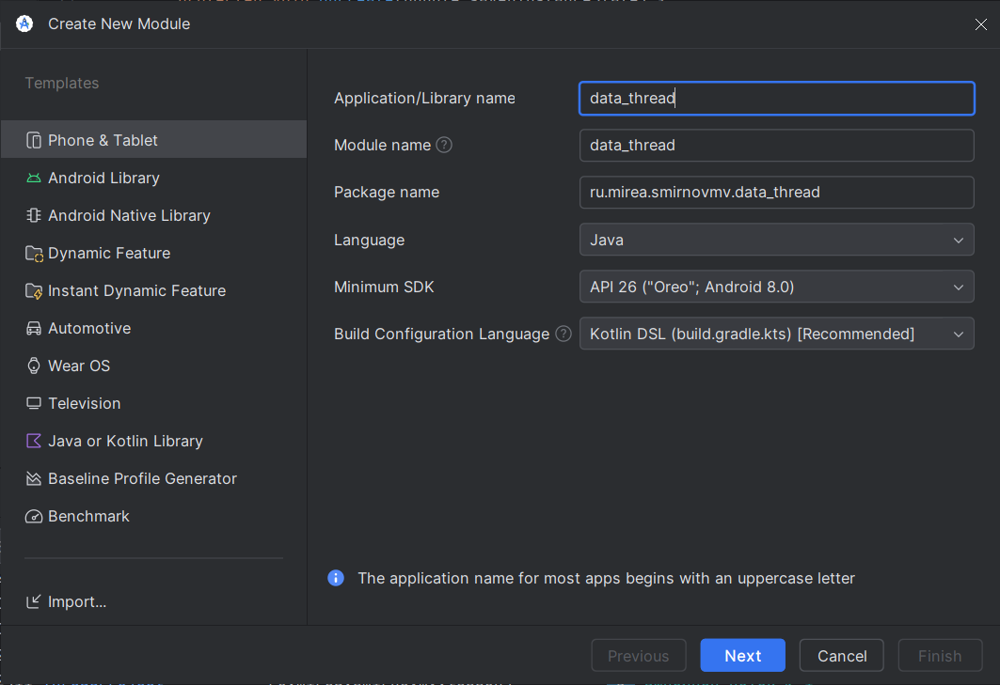 Create New Module
Templates
Phone & Tablet
Android Library
Android Native Library
Dynamic Feature
Instant Dynamic Feature
Automotive
Wear OS
Television
Java or Kotlin Library
Baseline Profile Generator
Benchmark
Import...
Application/Library name
data_thread
Module name ?
data_thread
Package name
ru.mirea.smirnovmv.data_thread
Language
Java
Minimum SDK
API 26 ("Oreo"; Android 8.0)
Build Configuration Language ?
Kotlin DSL (build.gradle.kts) [Recommended]
The application name for most apps begins with an uppercase letter
Previous
Next
Cancel
Finish